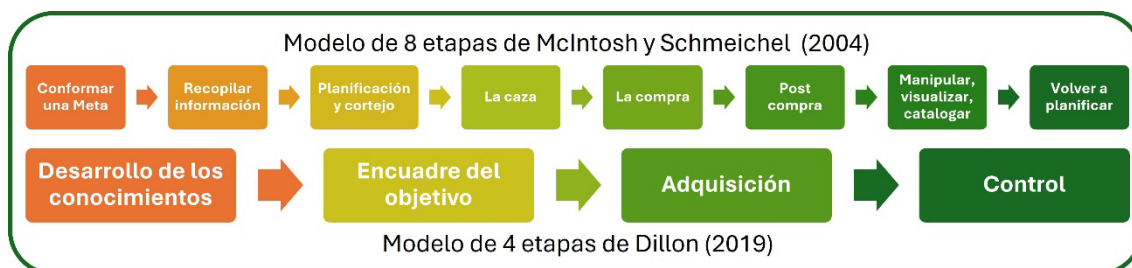 Modelo de 8 etapas de McIntosh y Schmeichel (2004)
Conformar
una Meta
Recopilar
información
Planificación
y cortejo
La caza
La compra
Post
compra
Manipular,
visualizar,
catalogar
Volver a
planificar
Desarrollo de los
conocimientos
Encuadre del
objetivo
Adquisición
Control
Modelo de 4 etapas de Dillon (2019)